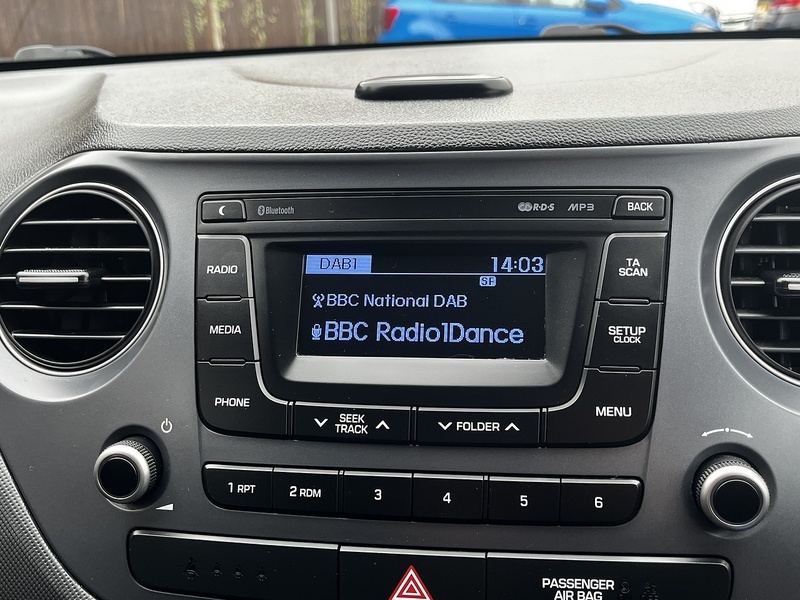 Bluetooth RDS MP3 BACK
DAB1 14:03
SF
BBC National DAB
BBC Radio1Dance
RADIO
MEDIA
PHONE
TA
SCAN
SETUP
CLOCK
MENU
SEEK
TRACK
FOLDER
1 RPT 2 RDM 3 4 5 6
PASSENGER
AIR BAG